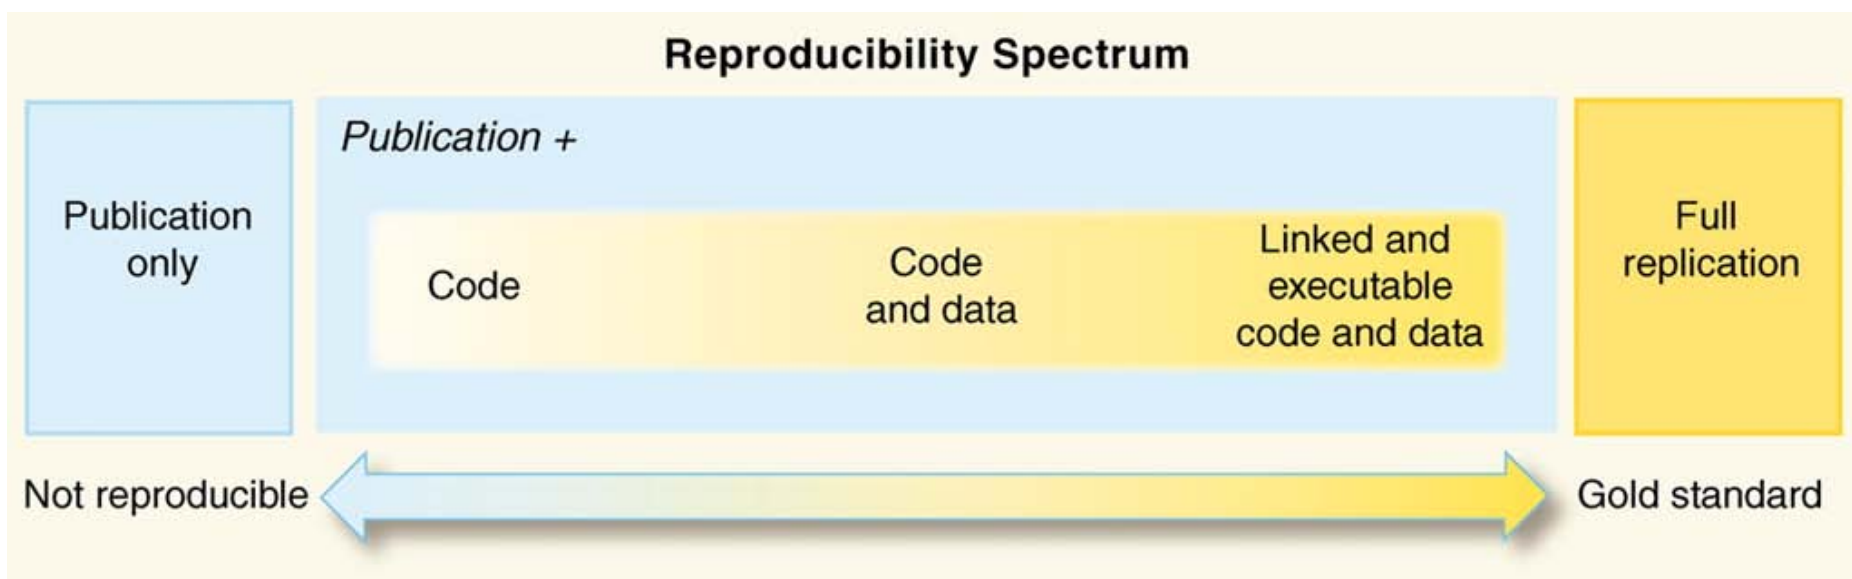 Reproducibility Spectrum
Publication
only
Publication +
Code
Code
and data
Linked and
executable
code and data
Full
replication
Not reproducible
Gold standard